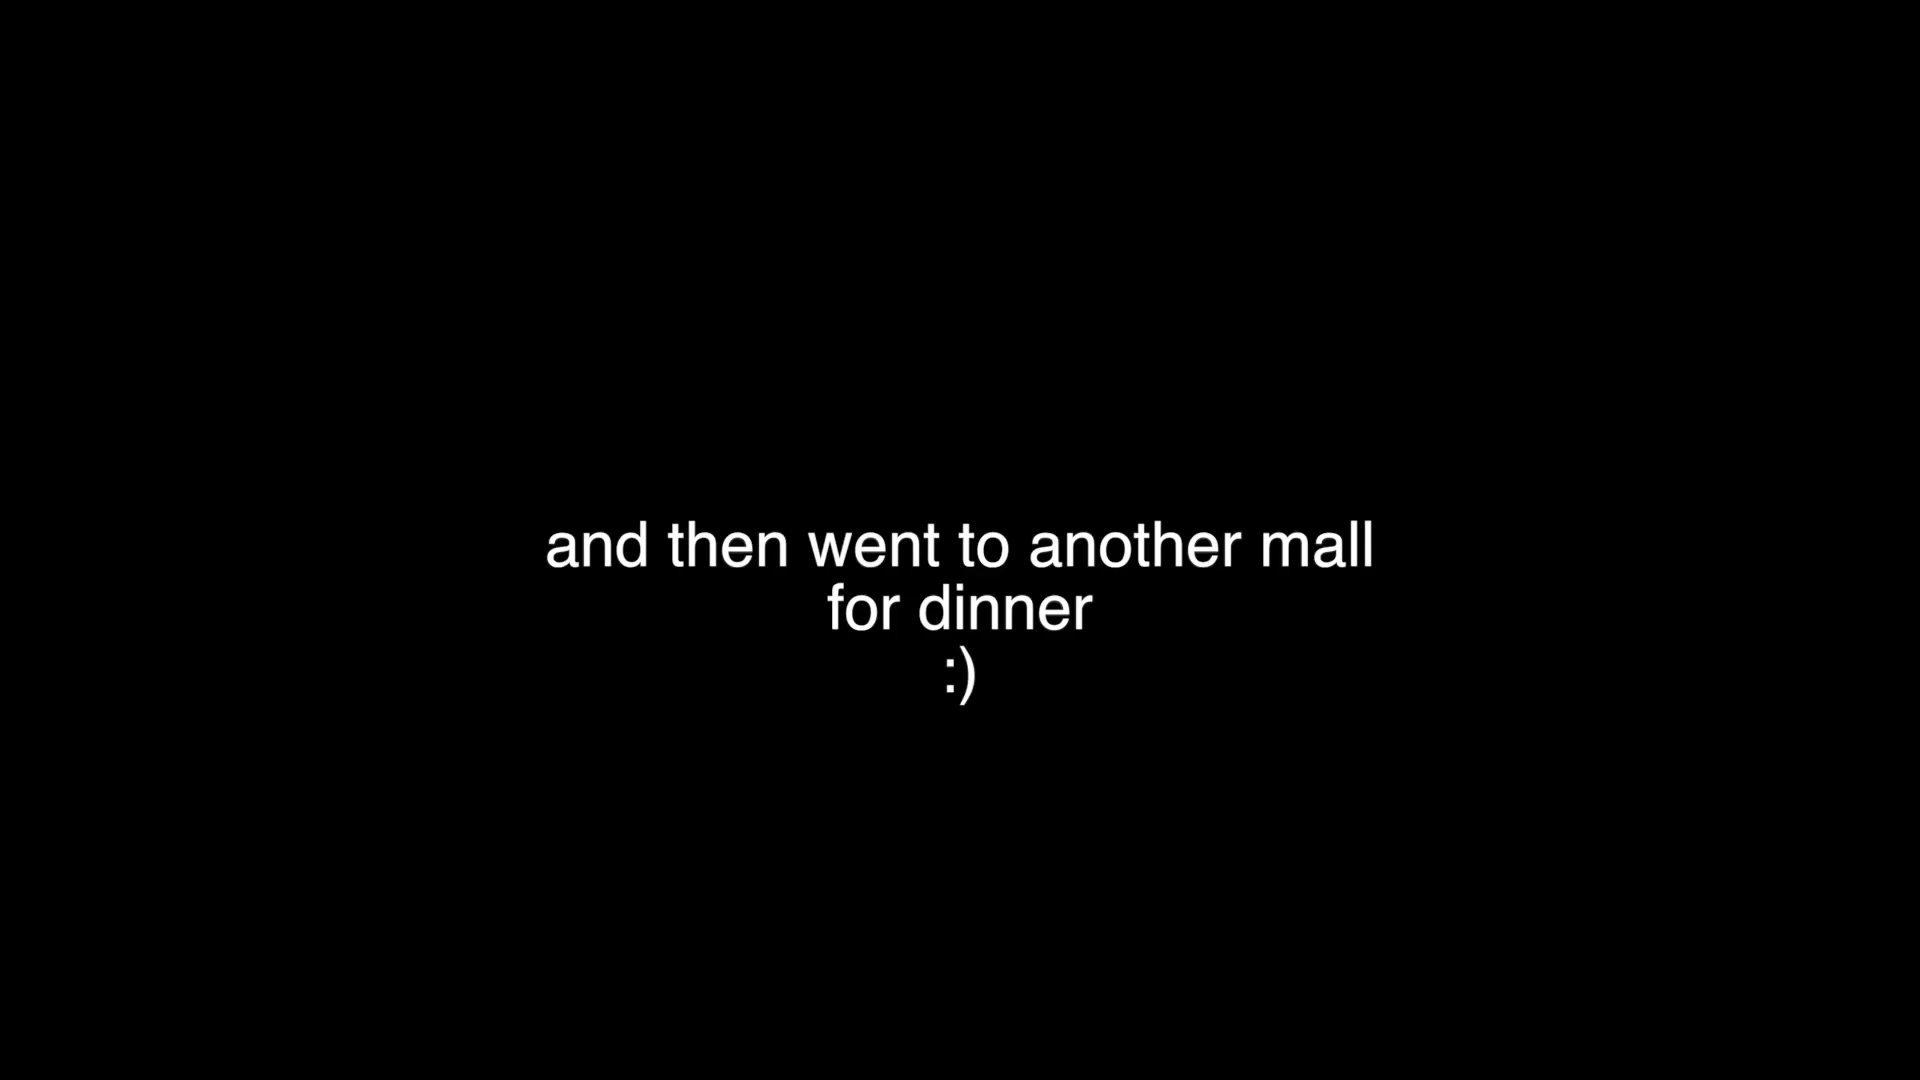 and then went to another mall
for dinner
:)